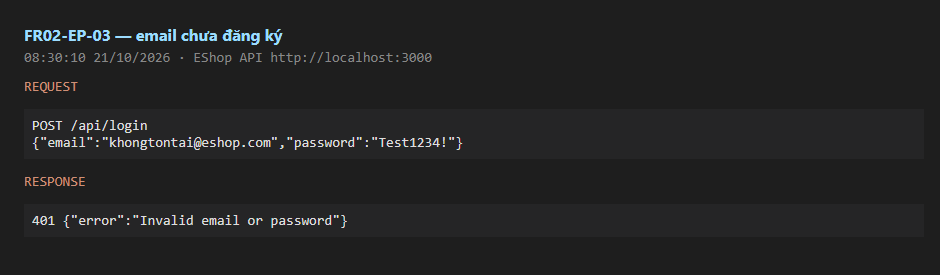 FR02-EP-03 — email chưa đăng ký
08:30:10 21/10/2026 · EShop API http://localhost:3000
REQUEST
POST /api/login
{"email":"khongtontai@eshop.com","password":"Test1234!"}
RESPONSE
401 {"error":"Invalid email or password"}